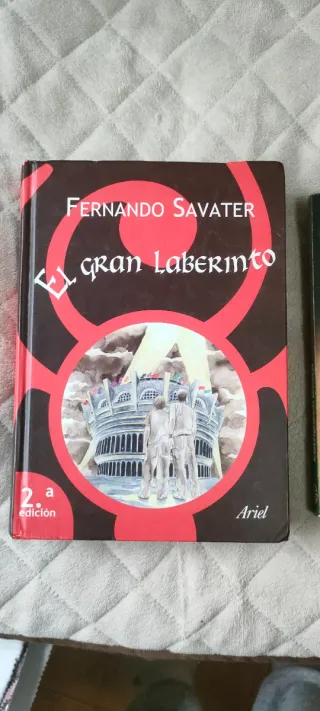 FERNANDO SAVATER
El gran laberinto
2.ª
edición
Ariel